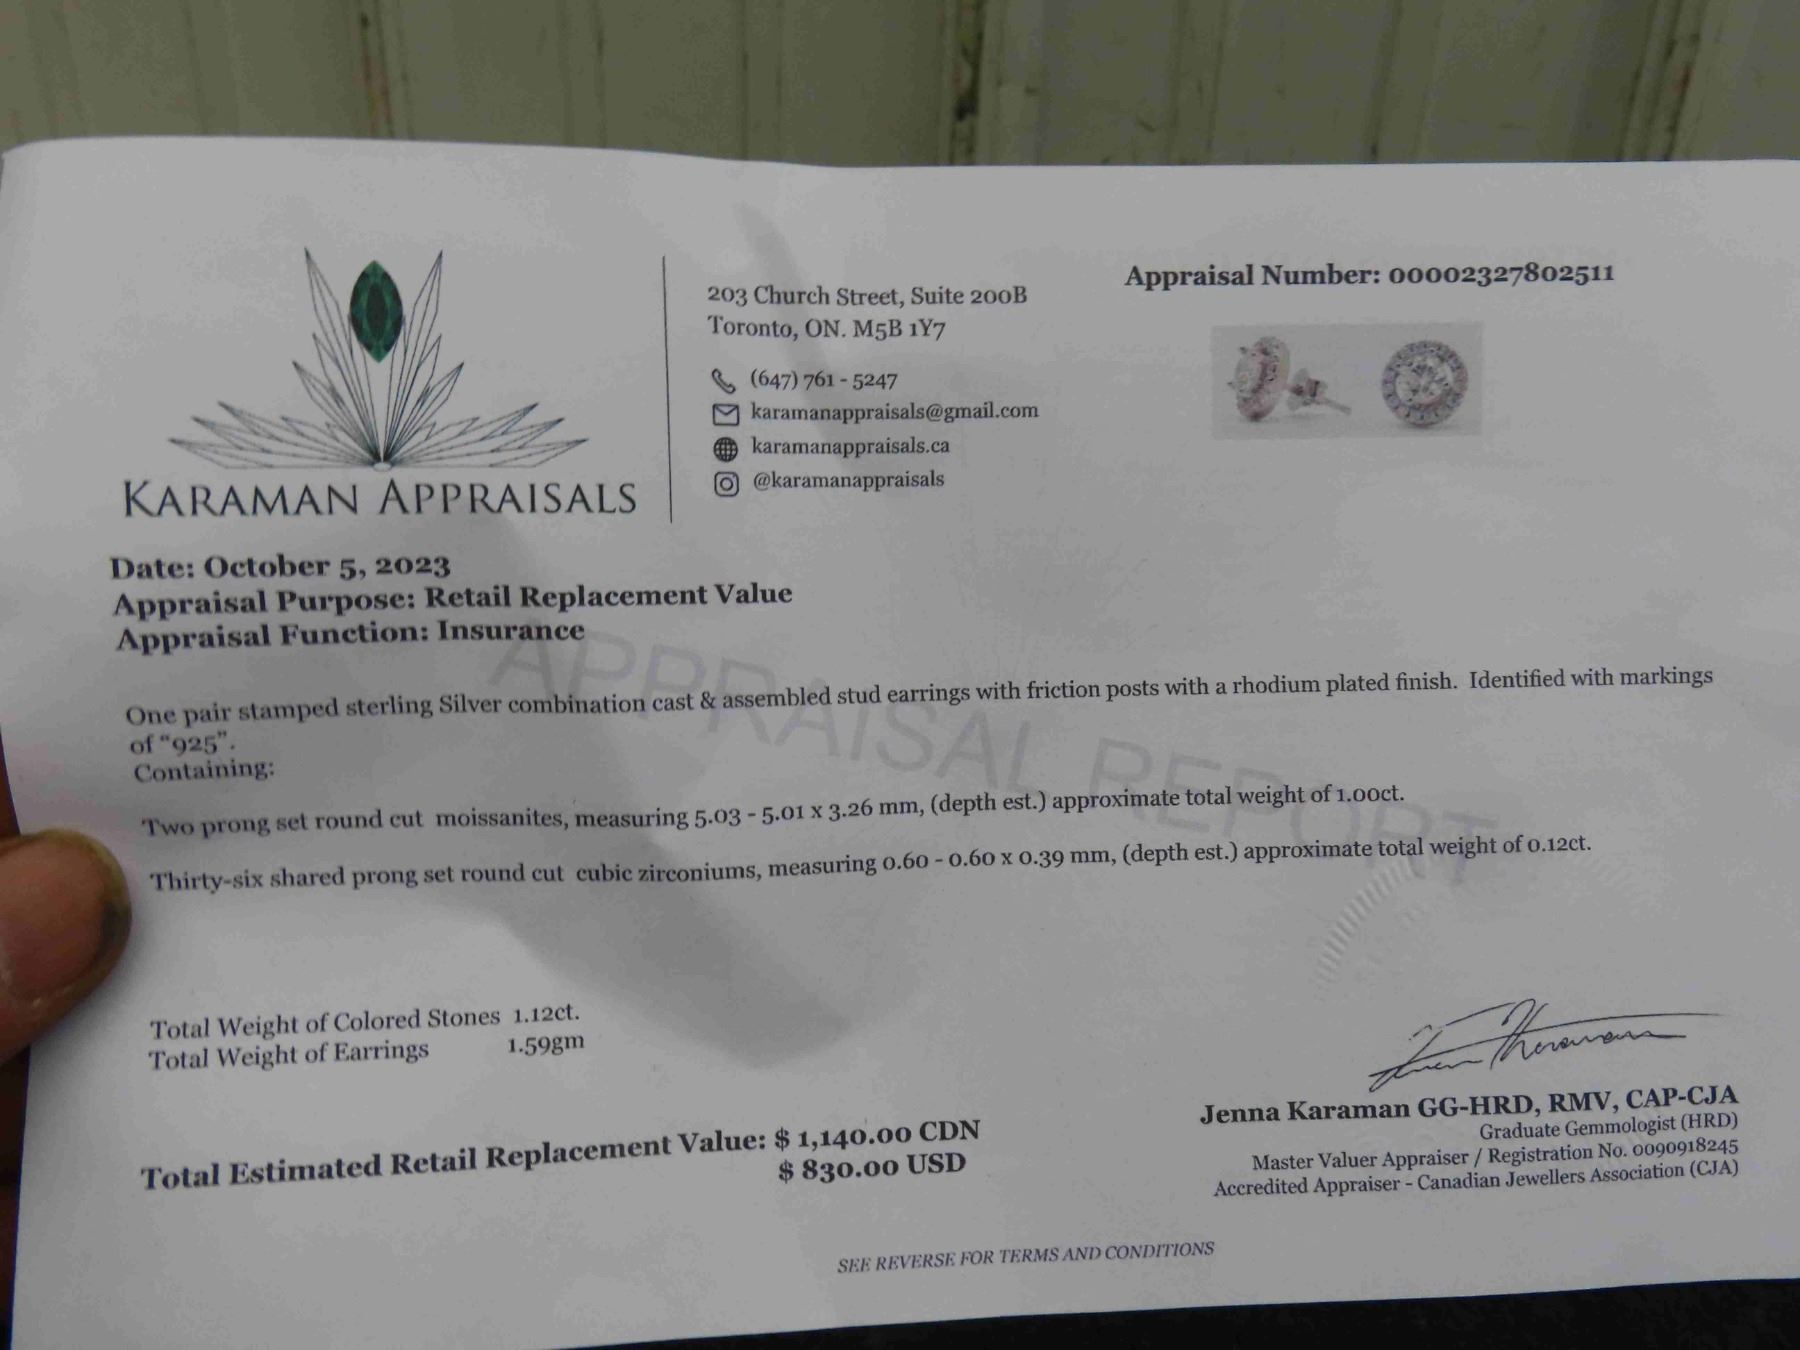 KARAMAN APPRAISALS
203 Church Street, Suite 200B
Toronto, ON. M5B 1Y7
(647) 761 - 5247
karamanappraisals@gmail.com
karamanappraisals.ca
@karamanappraisals
Appraisal Number: 00002327802511
Date: October 5, 2023
Appraisal Purpose: Retail Replacement Value
Appraisal Function: Insurance
APPRAISAL REPORT
One pair stamped sterling Silver combination cast & assembled stud earrings with friction posts with a rhodium plated finish. Identified with markings
of "925".
Containing:
Two prong set round cut moissanites, measuring 5.03 - 5.01 x 3.26 mm, (depth est.) approximate total weight of 1.00ct.
Thirty-six shared prong set round cut cubic zirconiums, measuring 0.60 - 0.60 x 0.39 mm, (depth est.) approximate total weight of 0.12ct.
Total Weight of Colored Stones 1.12ct.
Total Weight of Earrings 1.59gm
Total Estimated Retail Replacement Value: $ 1,140.00 CDN
$ 830.00 USD
Jenna Karaman GG-HRD, RMV, CAP-CJA
Graduate Gemmologist (HRD)
Master Valuer Appraiser / Registration No. 0090918245
Accredited Appraiser - Canadian Jewellers Association (CJA)
SEE REVERSE FOR TERMS AND CONDITIONS